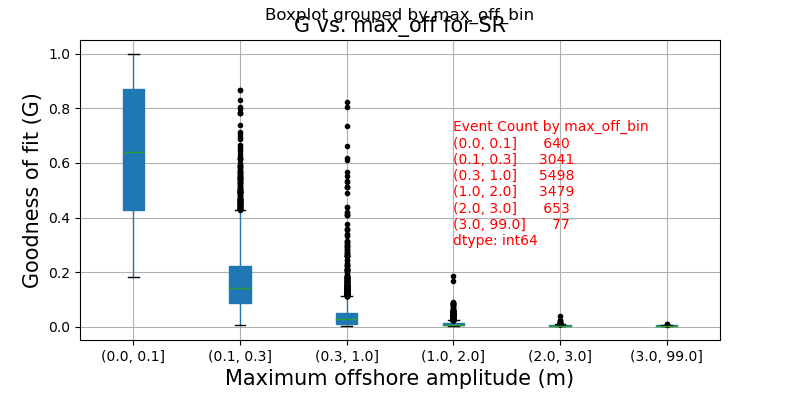 Boxplot grouped by max_off_bin
G vs. max_off for SR
Goodness of fit (G)
1.0
0.8
0.6
0.4
0.2
0.0
Event Count by max_off_bin
(0.0, 0.1] 640
(0.1, 0.3] 3041
(0.3, 1.0] 5498
(1.0, 2.0] 3479
(2.0, 3.0] 653
(3.0, 99.0] 77
dtype: int64
(0.0, 0.1] (0.1, 0.3] (0.3, 1.0] (1.0, 2.0] (2.0, 3.0] (3.0, 99.0]
Maximum offshore amplitude (m)